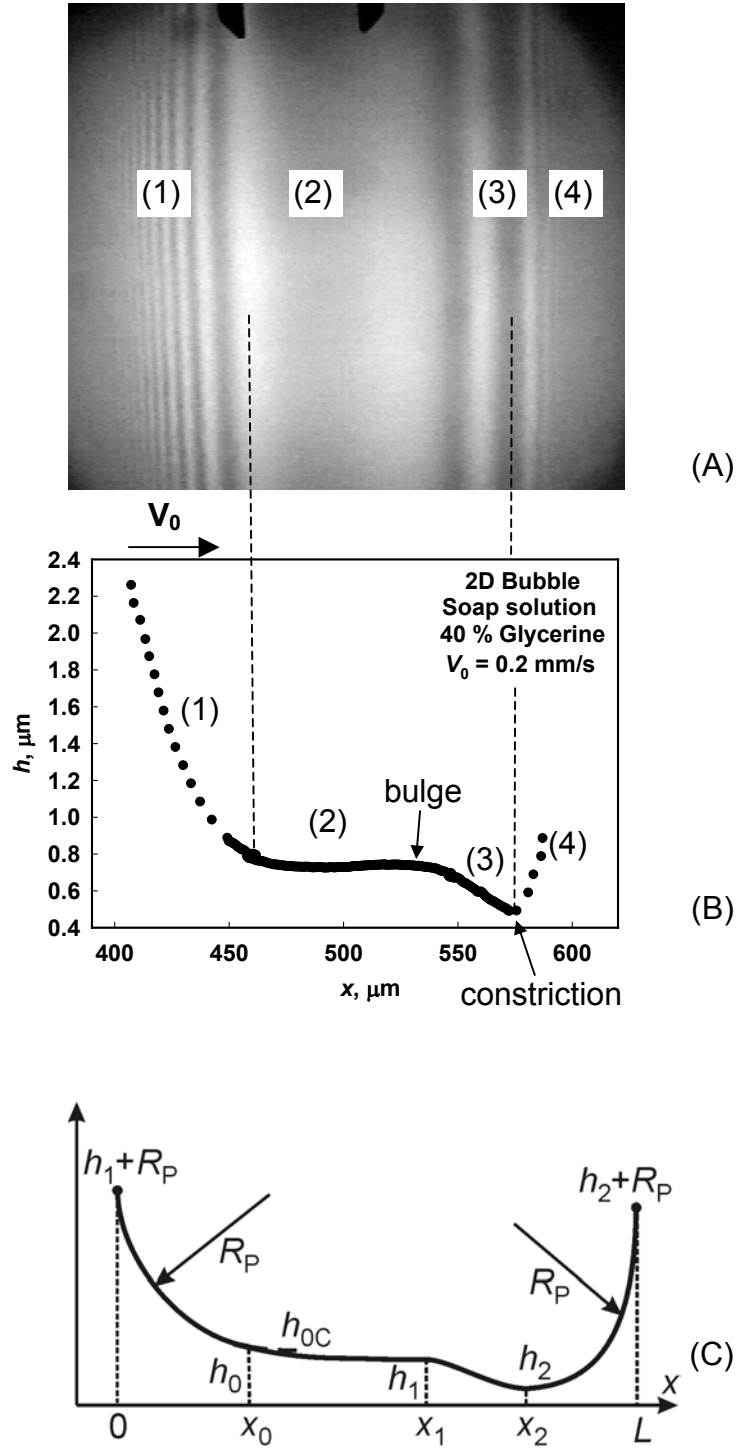 (1) (2) (3) (4)
(A)
V₀
2.4
2.2
2.0
1.8
1.6
1.4
1.2
1.0
0.8
0.6
0.4
h, μm
2D Bubble
Soap solution
40 % Glycerine
V₀ = 0.2 mm/s
(1)
bulge
(2)
(3)
(4)
(B)
400 450 500 550 600
x, μm
constriction
h₁+Rₚ
h₂+Rₚ
Rₚ
Rₚ
h₀C
h₀
h₁
h₂
(C)
x
0
x₀
x₁
x₂
L